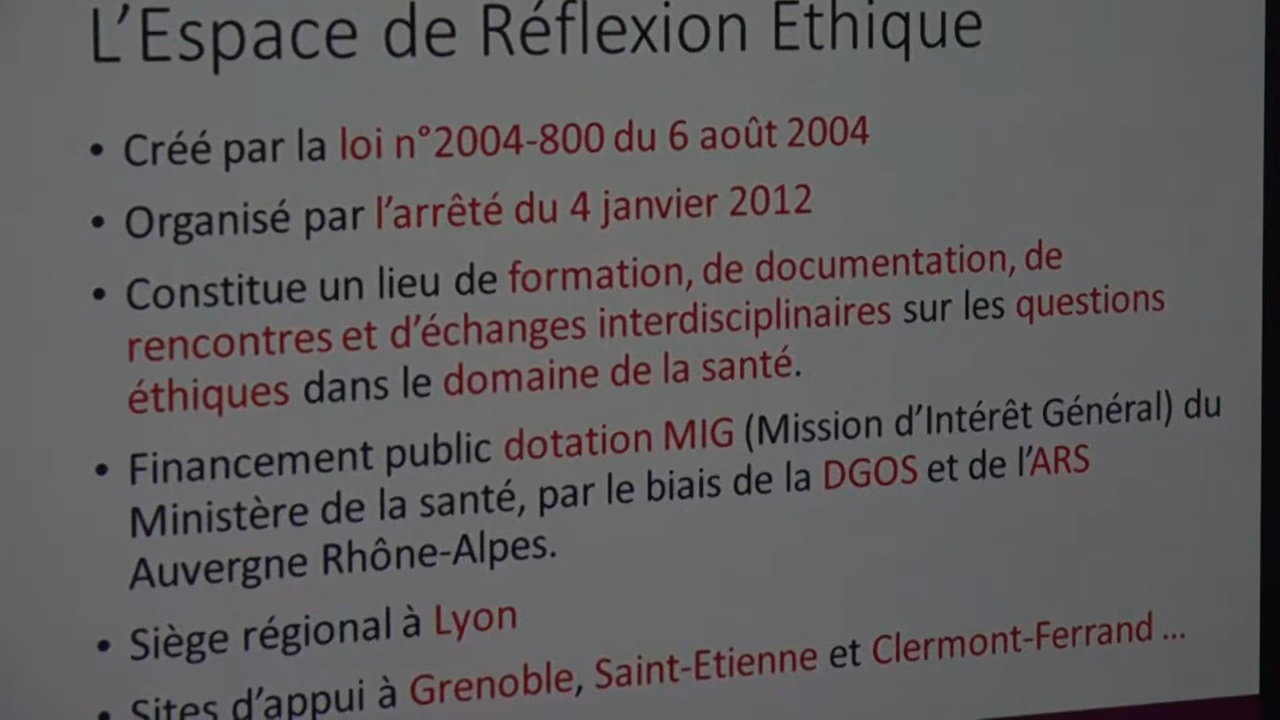 L’Espace de Réflexion Ethique
• Créé par la loi n°2004-800 du 6 août 2004
• Organisé par l’arrêté du 4 janvier 2012
• Constitue un lieu de formation, de documentation, de
rencontres et d’échanges interdisciplinaires sur les questions
éthiques dans le domaine de la santé.
• Financement public dotation MIG (Mission d’Intérêt Général) du
Ministère de la santé, par le biais de la DGOS et de l’ARS
Auvergne Rhône-Alpes.
• Siège régional à Lyon
• Sites d’appui à Grenoble, Saint-Etienne et Clermont-Ferrand ...